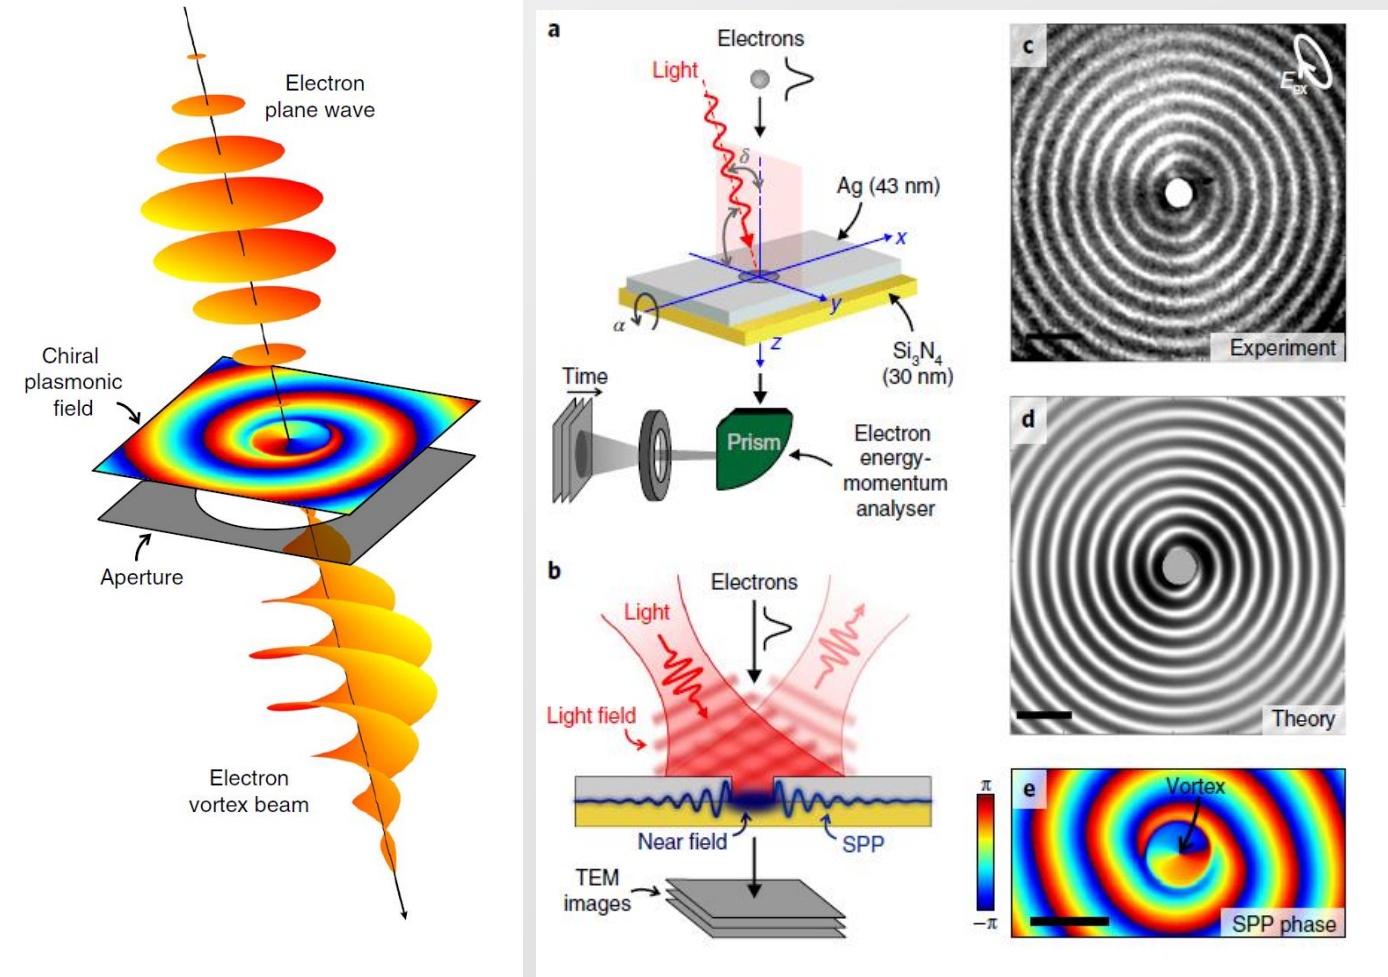 Electron
plane wave
Chiral
plasmonic
field
Aperture
Electron
vortex beam
a
Electrons
Light
δ
Ag (43 nm)
x
y
α
z
Si3N4
(30 nm)
Time
Prism
Electron
energy-
momentum
analyser
b
Electrons
Light
Light field
Near field
SPP
TEM
images
c
Eex
Experiment
d
Theory
e
π
Vortex
−π
SPP phase